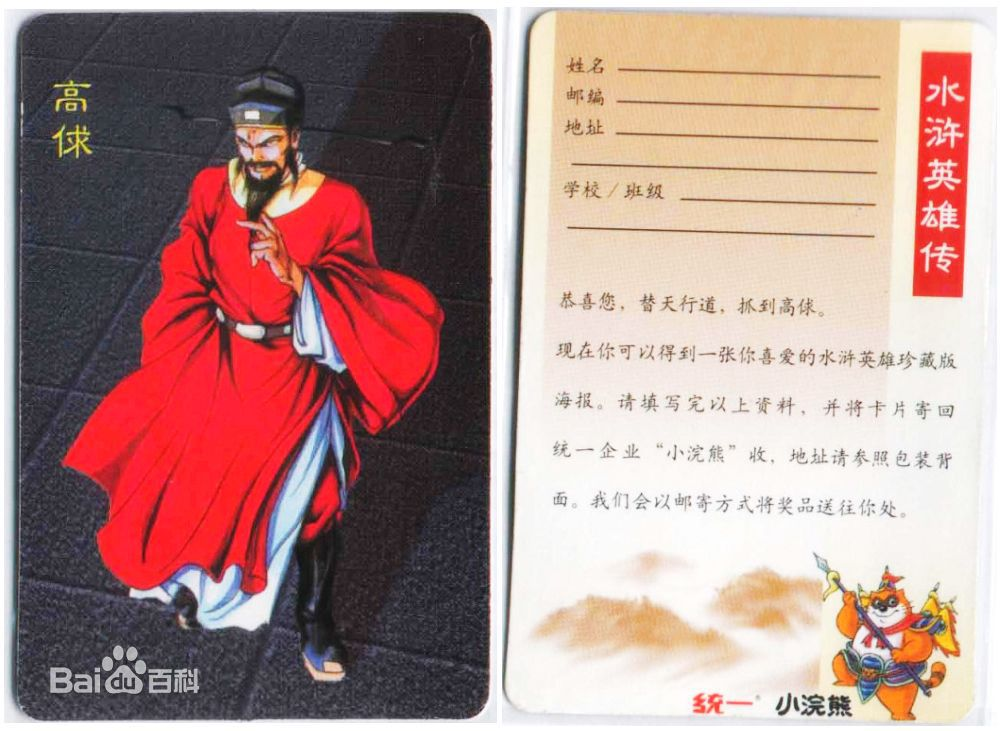 高
俅
Bai du 百科
姓名
邮编
地址
学校／班级
水浒英雄传
恭喜您，替天行道，抓到高俅。
现在你可以得到一张你喜爱的水浒英雄珍藏版
海报。请填写完以上资料，并将卡片寄回
统一企业“小浣熊”收，地址请参照包装背
面。我们会以邮寄方式将奖品送往你处。
统一® 小浣熊